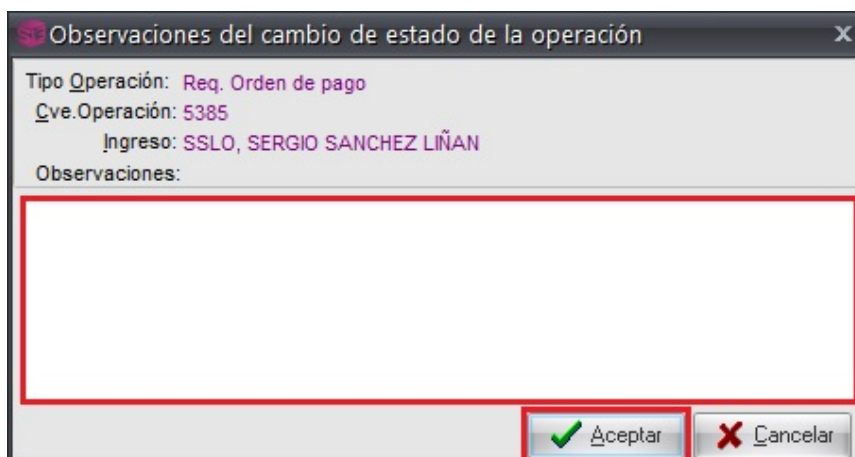 Observaciones del cambio de estado de la operación x
Tipo Operación: Req. Orden de pago
Cve.Operación: 5385
Ingreso: SSLO, SERGIO SANCHEZ LIÑAN
Observaciones:
Aceptar Cancelar